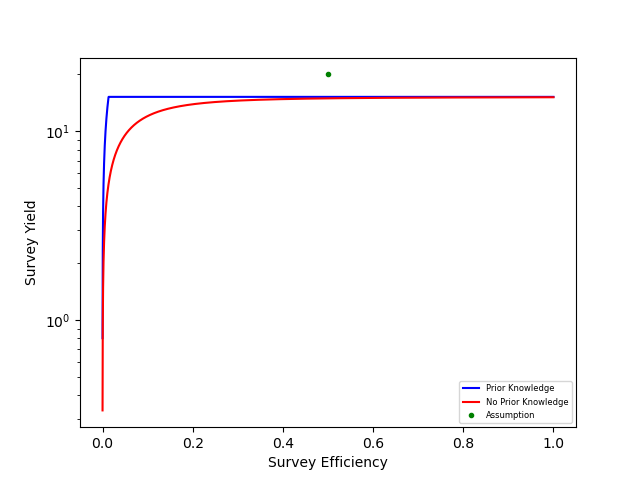 Survey Yield
10¹
10⁰
0.0 0.2 0.4 0.6 0.8 1.0
Survey Efficiency
Prior Knowledge
No Prior Knowledge
Assumption